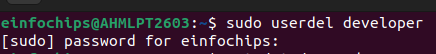 einfochips@AHMLPT2603:~$ sudo userdel developer
[sudo] password for einfochips: